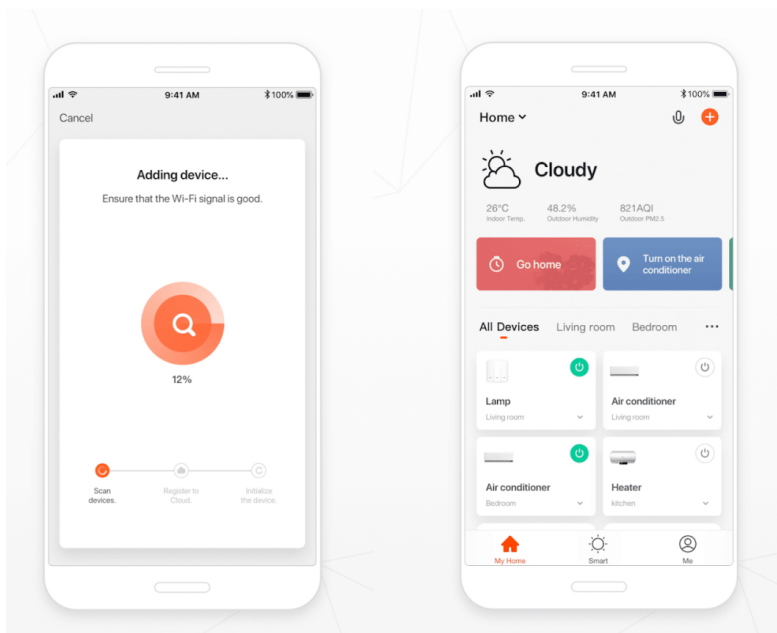 9:41 AM
100%
Cancel
Adding device...
Ensure that the Wi-Fi signal is good.
12%
Scan
devices.
Register to
Cloud.
Initialize
the device.
9:41 AM
100%
Home
Cloudy
26°C
48.2%
821AQI
Indoor Temp.
Outdoor Humidity
Outdoor PM2.5
Go home
Turn on the air
conditioner
All Devices
Living room
Bedroom
Lamp
Living room
Air conditioner
Living room
Air conditioner
Bedroom
Heater
kitchen
My Home
Smart
Me